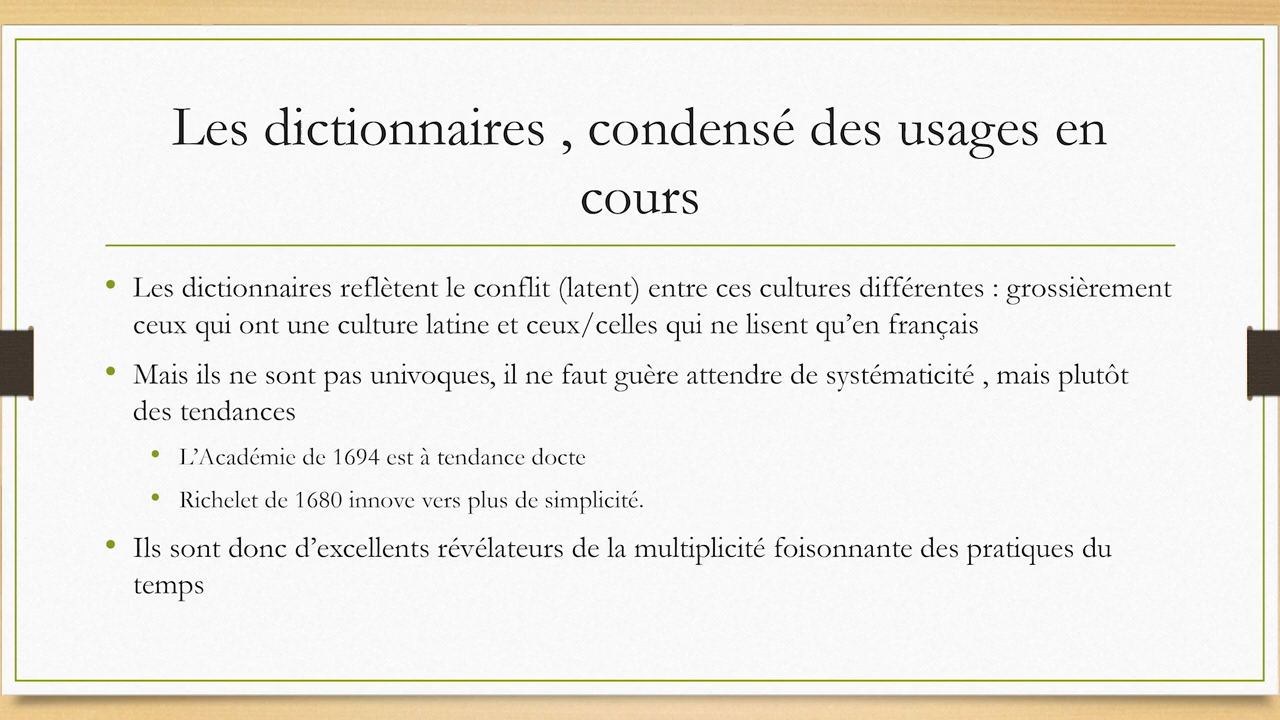 Les dictionnaires , condensé des usages en
cours
• Les dictionnaires reflètent le conflit (latent) entre ces cultures différentes : grossièrement
ceux qui ont une culture latine et ceux/celles qui ne lisent qu’en français
• Mais ils ne sont pas univoques, il ne faut guère attendre de systématicité , mais plutôt
des tendances
• L’Académie de 1694 est à tendance docte
• Richelet de 1680 innove vers plus de simplicité.
• Ils sont donc d’excellents révélateurs de la multiplicité foisonnante des pratiques du
temps